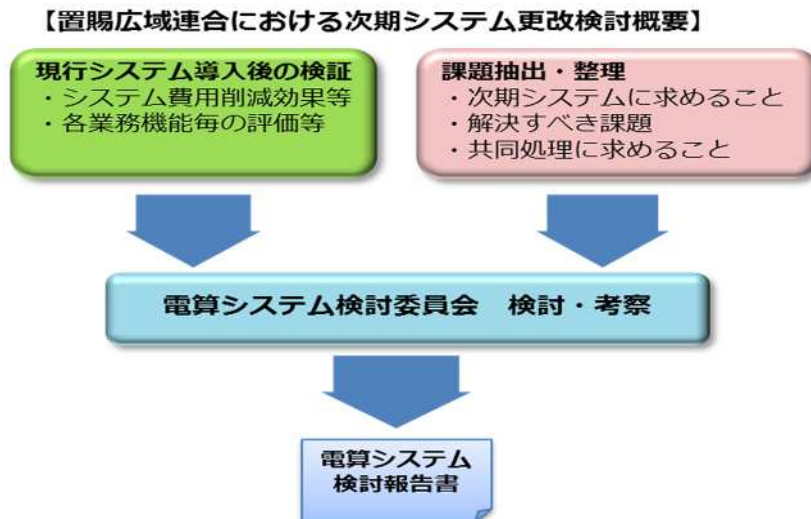 【置賜広域連合における次期システム更改検討概要】
現行システム導入後の検証
・システム費用削減効果等
・各業務機能毎の評価等
課題抽出・整理
・次期システムに求めること
・解決すべき課題
・共同処理に求めること
電算システム検討委員会　検討・考察
電算システム
検討報告書